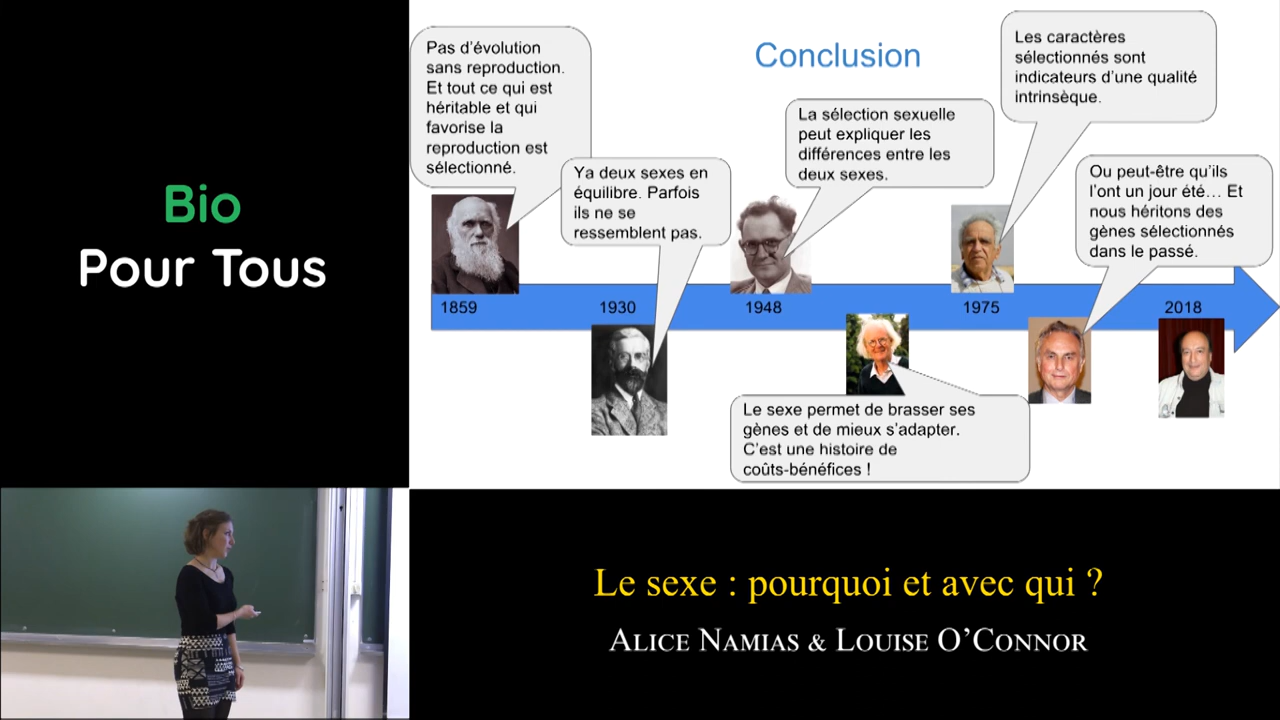 Bio
Pour Tous
Conclusion
Pas d'évolution
sans reproduction.
Et tout ce qui est
héritable et qui
favorise la
reproduction est
sélectionné.
Ya deux sexes en
équilibre. Parfois
ils ne se
ressemblent pas.
La sélection sexuelle
peut expliquer les
différences entre les
deux sexes.
Les caractères
sélectionnés sont
indicateurs d'une qualité
intrinsèque.
Ou peut-être qu'ils
l'ont un jour été… Et
nous héritons des
gènes sélectionnés
dans le passé.
1859
1930
1948
1975
2018
Le sexe permet de brasser ses
gènes et de mieux s'adapter.
C'est une histoire de
coûts-bénéfices !
Le sexe : pourquoi et avec qui ?
ALICE NAMIAS & LOUISE O'CONNOR